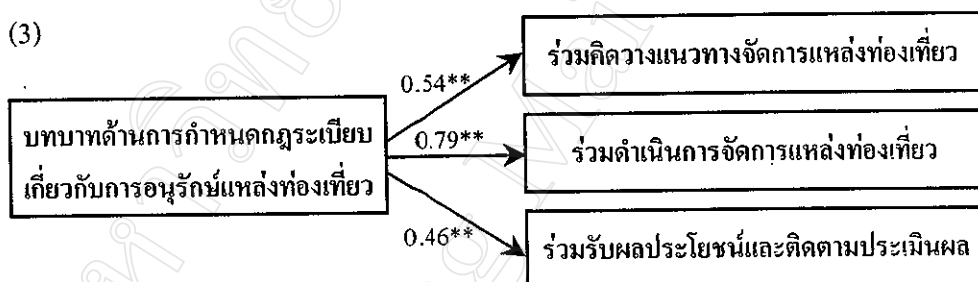 (3)
ร่วมคิดวางแนวทางจัดการแหล่งท่องเที่ยว
0.54**
บทบาทด้านการกำหนดกฎระเบียบ
เกี่ยวกับการอนุรักษ์แหล่งท่องเที่ยว
0.79**
ร่วมดำเนินการจัดการแหล่งท่องเที่ยว
0.46**
ร่วมรับผลประโยชน์และติดตามประเมินผล